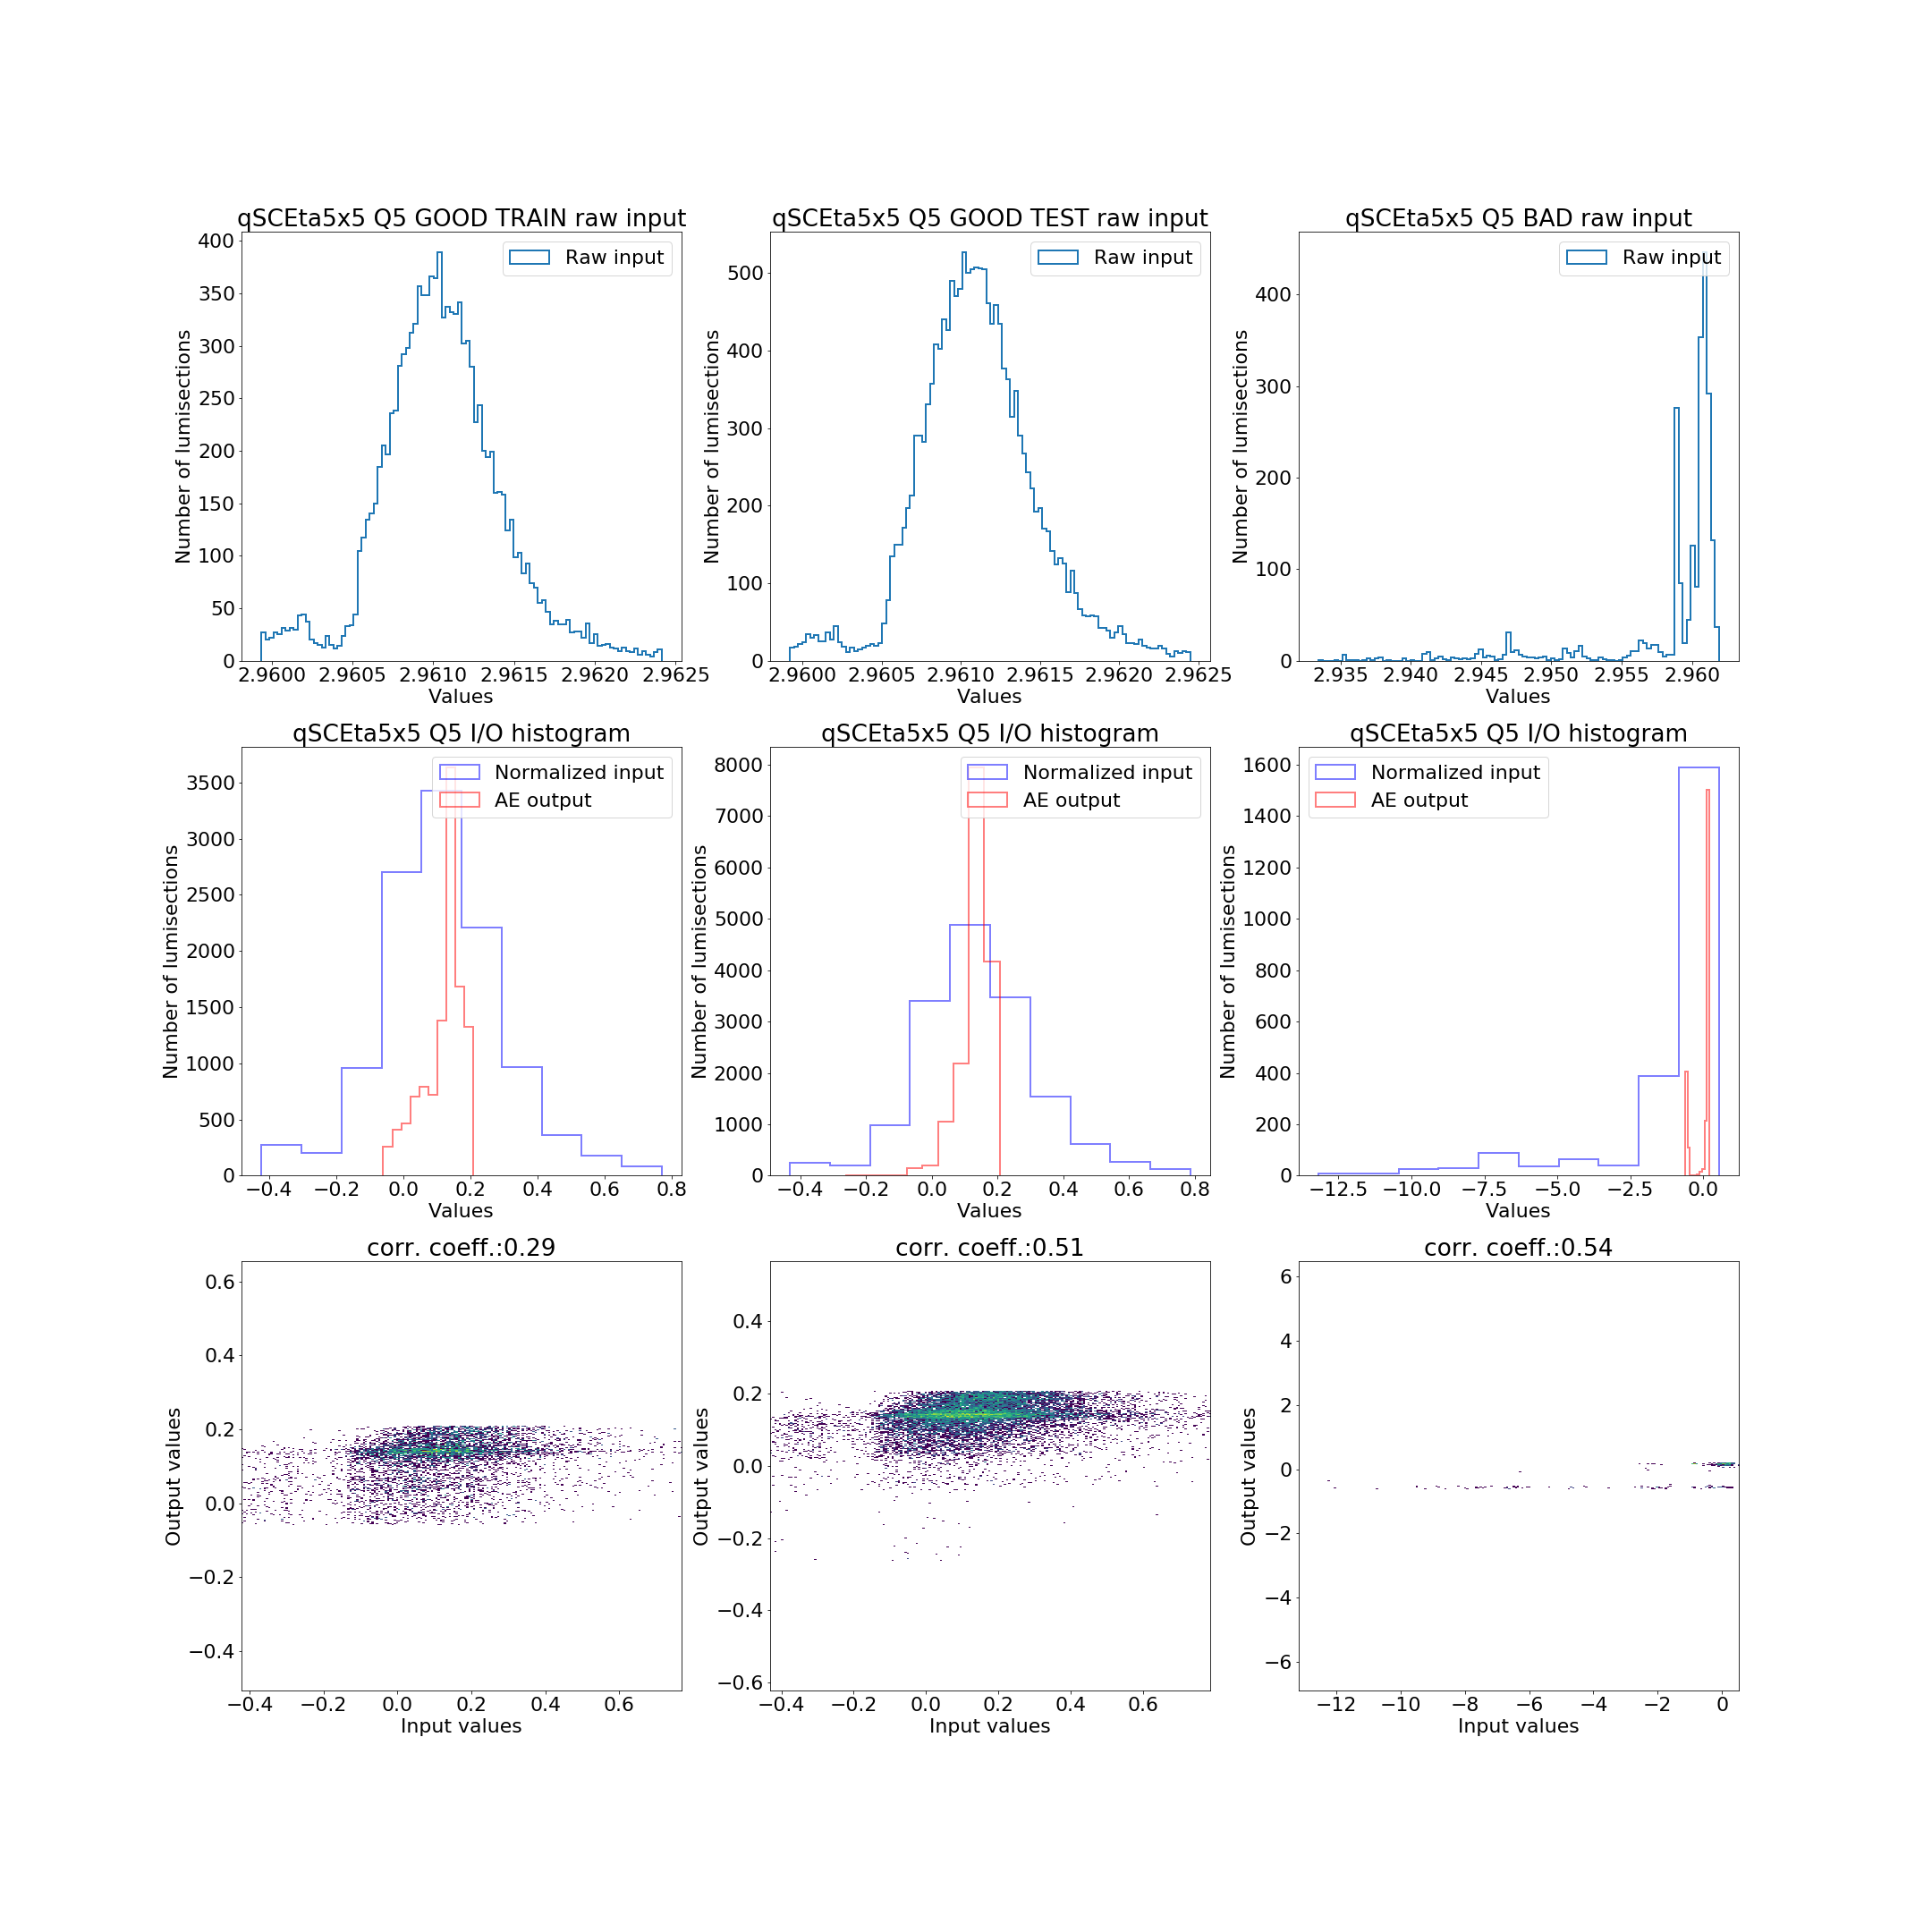 qSCEta5x5 Q5 GOOD TRAIN raw input
Raw input
400
350
300
250
200
150
100
50
0
Number of lumisections
2.9600 2.9605 2.9610 2.9615 2.9620 2.9625
Values
qSCEta5x5 Q5 GOOD TEST raw input
Raw input
500
400
300
200
100
0
Number of lumisections
2.9600 2.9605 2.9610 2.9615 2.9620 2.9625
Values
qSCEta5x5 Q5 BAD raw input
Raw input
400
300
200
100
0
Number of lumisections
2.935 2.940 2.945 2.950 2.955 2.960
Values
qSCEta5x5 Q5 I/O histogram
Normalized input
AE output
3500
3000
2500
2000
1500
1000
500
0
Number of lumisections
−0.4 −0.2 0.0 0.2 0.4 0.6 0.8
Values
qSCEta5x5 Q5 I/O histogram
Normalized input
AE output
8000
7000
6000
5000
4000
3000
2000
1000
0
Number of lumisections
−0.4 −0.2 0.0 0.2 0.4 0.6 0.8
Values
qSCEta5x5 Q5 I/O histogram
Normalized input
AE output
1600
1400
1200
1000
800
600
400
200
0
Number of lumisections
−12.5 −10.0 −7.5 −5.0 −2.5 0.0
Values
corr. coeff.:0.29
0.6
0.4
0.2
0.0
−0.2
−0.4
Output values
−0.4 −0.2 0.0 0.2 0.4 0.6
Input values
corr. coeff.:0.51
0.4
0.2
0.0
−0.2
−0.4
−0.6
Output values
−0.4 −0.2 0.0 0.2 0.4 0.6
Input values
corr. coeff.:0.54
6
4
2
0
−2
−4
−6
Output values
−12 −10 −8 −6 −4 −2 0
Input values